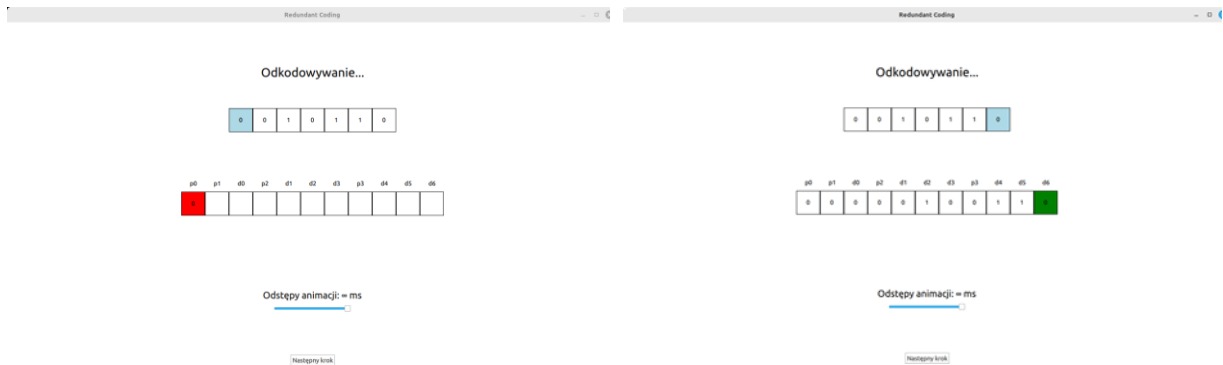 Redundant Coding
Odkodowywanie...
0 0 1 0 1 1 0
p0 p1 d0 p2 d1 d2 d3 p3 d4 d5 d6
0
Odstępy animacji: ∞ ms
Następny krok
Redundant Coding
Odkodowywanie...
0 0 1 0 1 1 0
p0 p1 d0 p2 d1 d2 d3 p3 d4 d5 d6
0 0 0 0 0 1 0 0 1 1 0
Odstępy animacji: ∞ ms
Następny krok